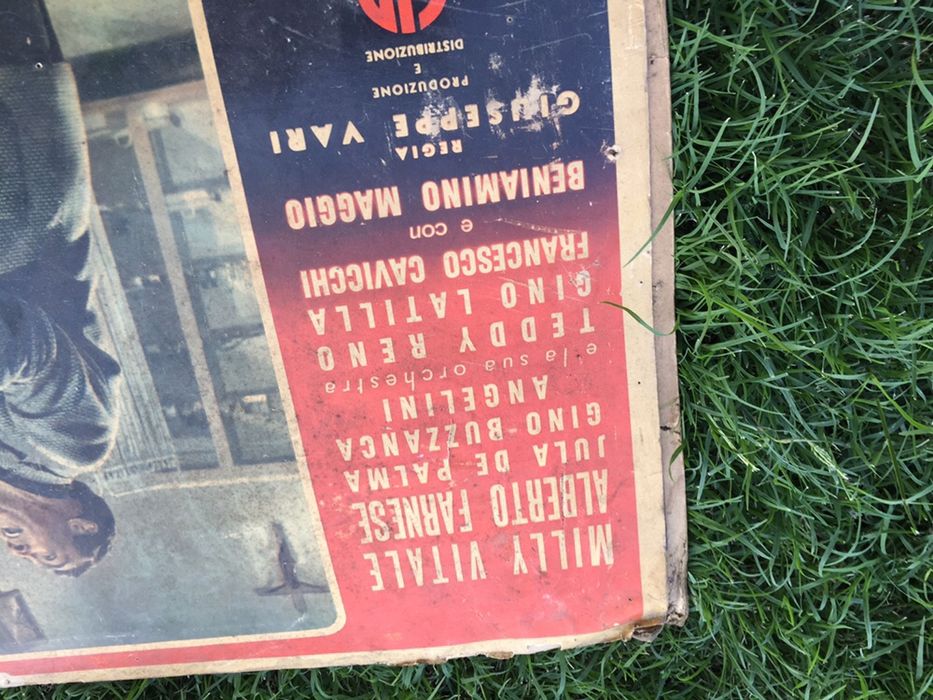 MILLY VITALE
ALBERTO FARNESE
JULA DE PALMA
GINO BUZZANCA
ANGELINI
e la sua orchestra
TEDDY RENO
GINO LATILLA
FRANCESCO CAVICCHI
e con
BENIAMINO MAGGIO
REGIA
GIUSEPPE VARI
PRODUZIONE
E
DISTRIBUZIONE